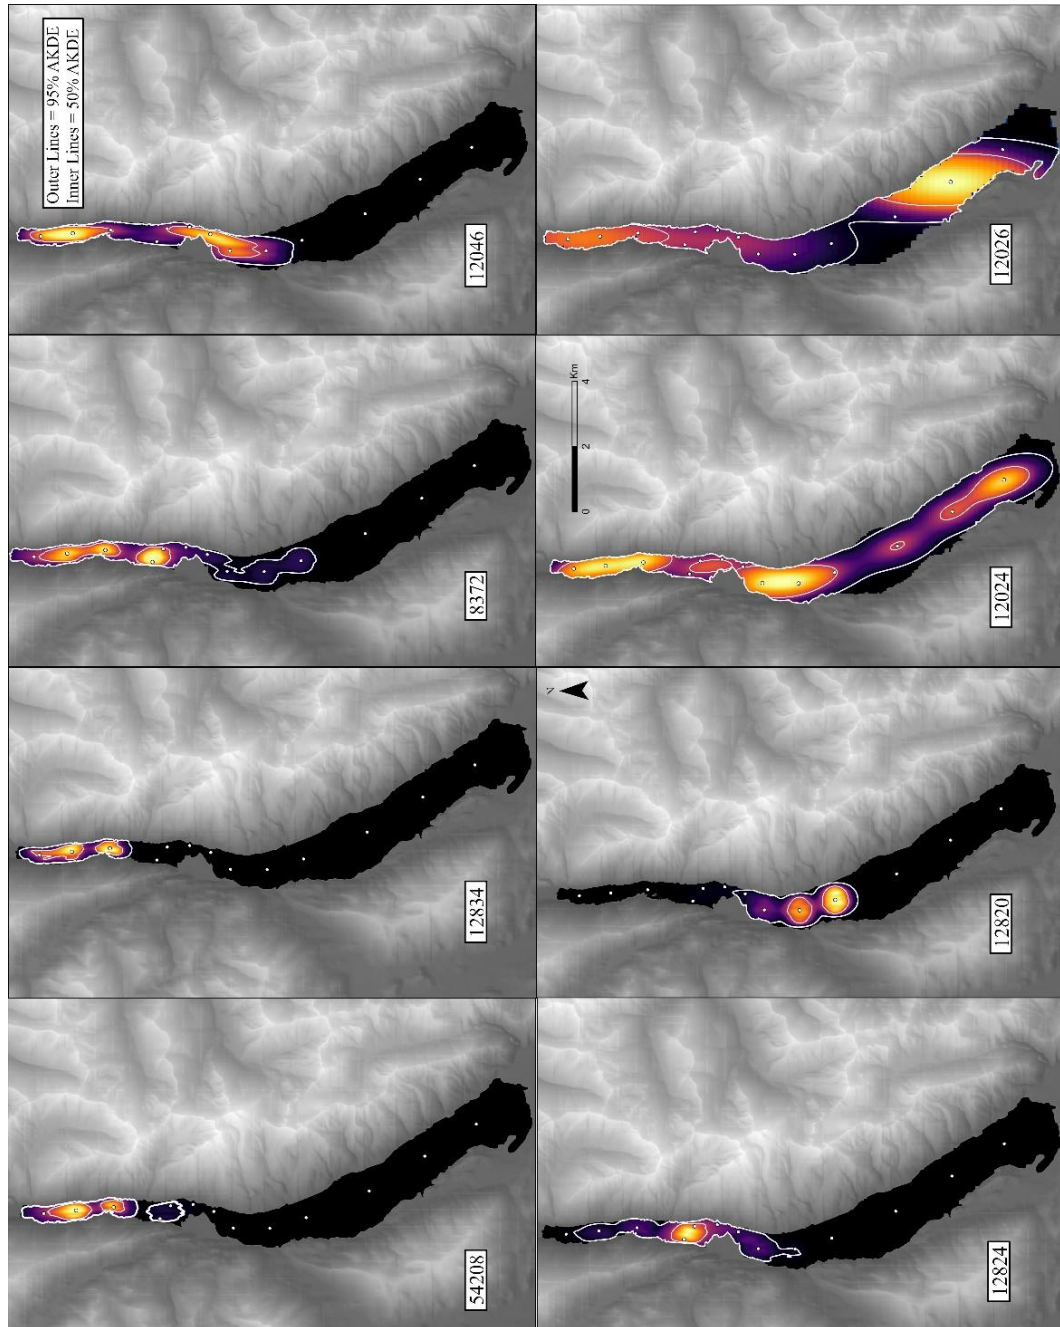 Outer Lines = 95% AKDE
Inner Lines = 50% AKDE
54208
12834
8372
12046
12824
12820
12024
12026
N
Km
0
2
4